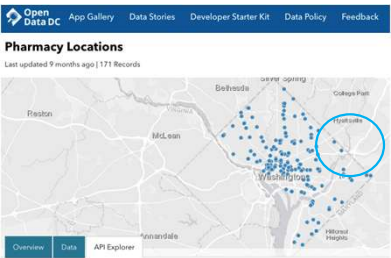 Open
Data DC
App Gallery Data Stories Developer Starter Kit Data Policy Feedback
Pharmacy Locations
Last updated 9 months ago | 171 Records
Silver Spring
Bethesda
College Park
Reston
Hyattsville
McLean
Washington
Annandale
Hillcrest
Heights
Overview Data API Explorer